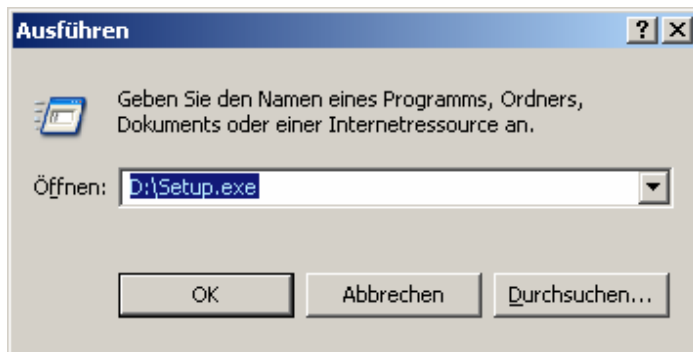 Ausführen
Geben Sie den Namen eines Programms, Ordners,
Dokuments oder einer Internetressource an.
Öffnen: D:\Setup.exe
OK Abbrechen Durchsuchen...